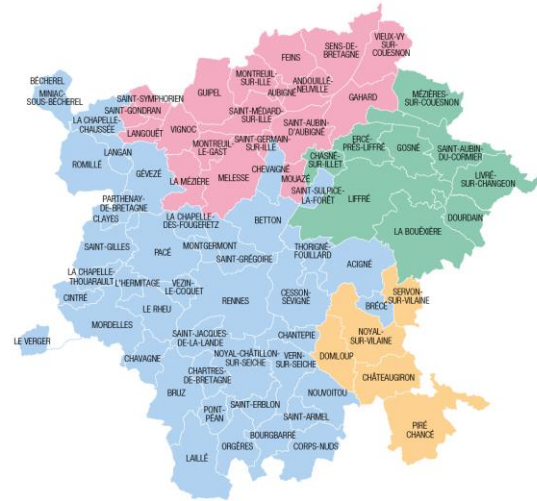 VIEUX-VY
SUR-
COUESNON
SENS-DE-
BRETAGNE
FEINS
BÉCHEREL
MINIAC-
SOUS-BÉCHEREL
MONTREUIL-
SUR-ILLE
ANDOUILLÉ-
NEUVILLE
AUBIGNÉ
GUIPEL
GAHARD
MÉZIÈRES-
SUR-COUESNON
SAINT-SYMPHORIEN
SAINT-GONDRAN
SAINT-MÉDARD-
SUR-ILLE
SAINT-AUBIN
D'AUBIGNÉ
LA CHAPELLE-
CHAUSSÉE
LANGOUËT
VIGNOC
MONTREUIL-
LE-GAST
SAINT-GERMAIN-
SUR-ILLE
ERCÉ-
PRÈS-LIFFRÉ
GOSNÉ
SAINT-AUBIN-
DU-CORMIER
LANGAN
ROMILLÉ
GÉVEZÉ
LA MÉZIÈRE
MELESSE
CHEVAIGNÉ
CHASNÉ-
SUR-ILLET
MOUAZÉ
SAINT-SULPICE-
LA-FORÊT
LIFFRÉ
LIVRÉ-
SUR-CHANGEON
DOURDAIN
LA BOUËXIÈRE
PARTHENAY-
DE-BRETAGNE
CLAYES
LA CHAPELLE-
DES-FOUGERETZ
BETTON
SAINT-GILLES
PACÉ
MONTGERMONT
SAINT-GRÉGOIRE
THORIGNÉ-
FOUILLARD
ACIGNÉ
LA CHAPELLE-
THOUARAULT
L'HERMITAGE
VEZIN-
LE-COQUET
CINTRÉ
LE RHEU
RENNES
CESSON-
SÉVIGNÉ
BRÉCÉ
SERVON-
SUR-VILAINE
MORDELLES
LE VERGER
SAINT-JACQUES-
DE-LA-LANDE
CHANTEPIE
NOYAL-
SUR-VILAINE
DOMLOUP
CHAVAGNE
NOYAL-CHÂTILLON
SUR-SEICHE
VERN-
SUR-SEICHE
CHARTRES-
DE-BRETAGNE
CHÂTEAUGIRON
BRUZ
NOUVOITOU
PONT-
PÉAN
SAINT-ERBLON
SAINT-ARMEL
BOURGBARRÉ
ORGÈRES
CORPS-NUDS
LAILLÉ
PIRÉ
CHANCÉ